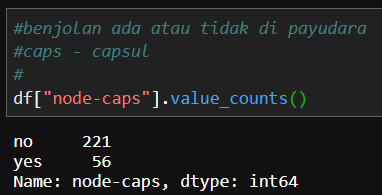 #benjolan ada atau tidak di payudara
#caps - capsul
#
df["node-caps"].value_counts()
no 221
yes 56
Name: node-caps, dtype: int64